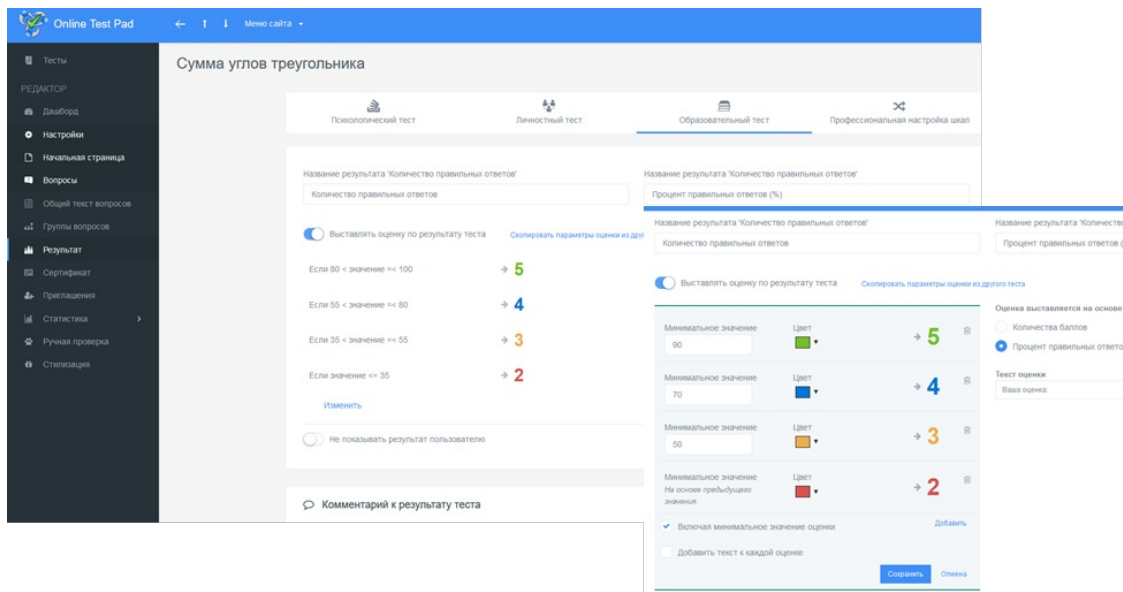 Online Test Pad
Меню сайта
Тесты
РЕДАКТОР
Дашборд
Настройки
Начальная страница
Вопросы
Общий текст вопросов
Группы вопросов
Результат
Сертификат
Приглашения
Статистика
Ручная проверка
Стилизация
Сумма углов треугольника
Психологический тест
Личностный тест
Образовательный тест
Профессиональная настройка шкал
Название результата 'Количество правильных ответов'
Количество правильных ответов
Название результата 'Количество правильных ответов'
Процент правильных ответов (%)
Выставлять оценку по результату теста
Скопировать параметры оценки из дру
Если 80 < значение =< 100 → 5
Если 55 < значение =< 80 → 4
Если 35 < значение =< 55 → 3
Если значение <= 35 → 2
Изменить
Не показывать результат пользователю
Комментарий к результату теста
Название результата 'Количество правильных ответов'
Количество правильных ответов
Название результата 'Количество
Процент правильных ответов (
Выставлять оценку по результату теста
Скопировать параметры оценки из другого теста
Минимальное значение
Цвет
90
→ 5
Минимальное значение
Цвет
70
→ 4
Минимальное значение
Цвет
50
→ 3
Минимальное значение
Цвет
На основе предыдущего
значения
→ 2
Включая минимальное значение оценки
Добавить
Добавить текст к каждой оценке
Сохранить
Отмена
Оценка выставляется на основе
Количества баллов
Процент правильных ответо
Текст оценки
Ваша оценка: